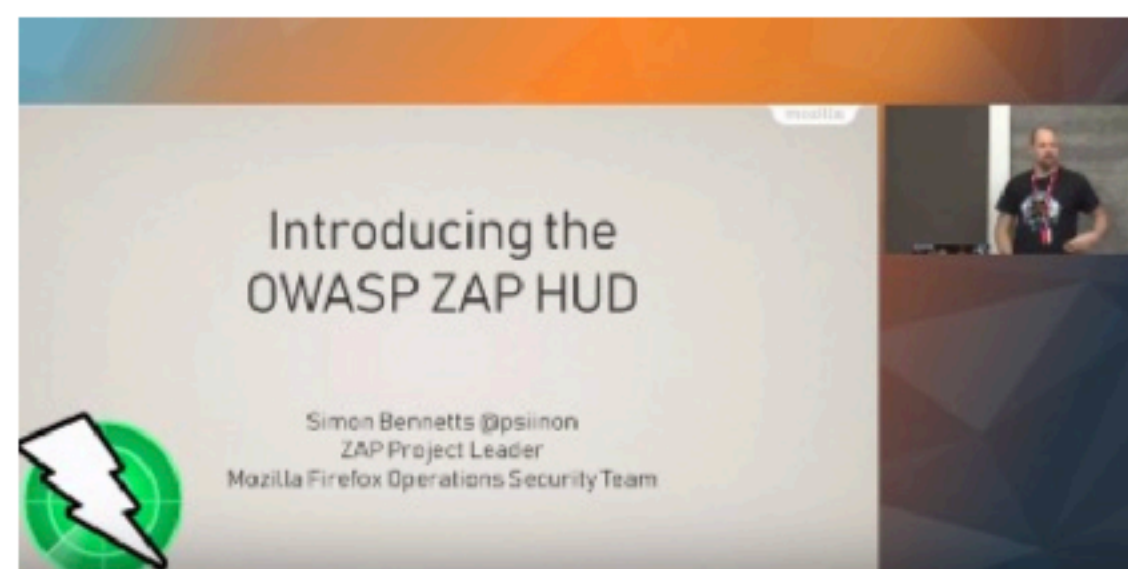 mozilla
Introducing the
OWASP ZAP HUD
Simon Bennetts @psiinon
ZAP Project Leader
Mozilla Firefox Operations Security Team